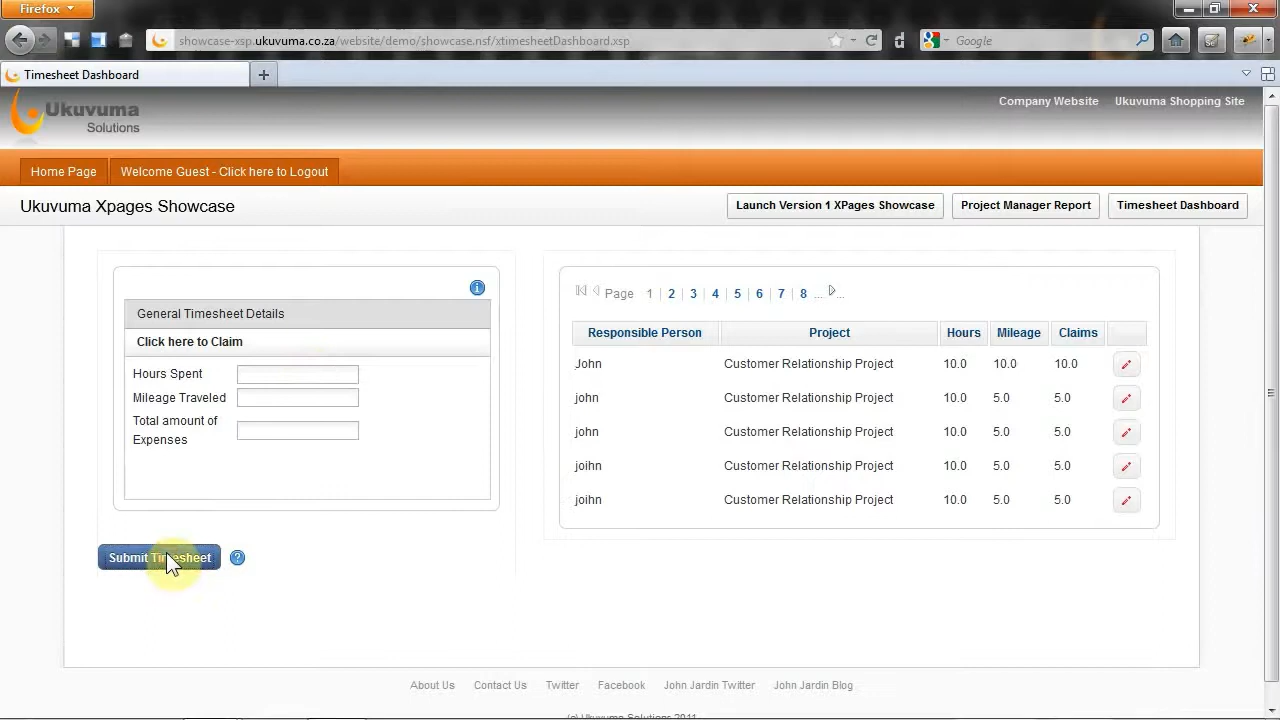 Firefox
showcase-xsp.ukuvuma.co.za/website/demo/showcase.nsf/xtimesheetDashboard.xsp
Google
Timesheet Dashboard
Ukuvuma
Solutions
Company Website
Ukuvuma Shopping Site
Home Page
Welcome Guest - Click here to Logout
Ukuvuma Xpages Showcase
Launch Version 1 XPages Showcase
Project Manager Report
Timesheet Dashboard
General Timesheet Details
Click here to Claim
Hours Spent
Mileage Traveled
Total amount of
Expenses
Submit Timesheet
Page 1 | 2 | 3 | 4 | 5 | 6 | 7 | 8 ... ...
Responsible Person Project Hours Mileage Claims
John Customer Relationship Project 10.0 10.0 10.0
john Customer Relationship Project 10.0 5.0 5.0
john Customer Relationship Project 10.0 5.0 5.0
joihn Customer Relationship Project 10.0 5.0 5.0
joihn Customer Relationship Project 10.0 5.0 5.0
About Us Contact Us Twitter Facebook John Jardin Twitter John Jardin Blog
(c) Ukuvuma Solutions 2011